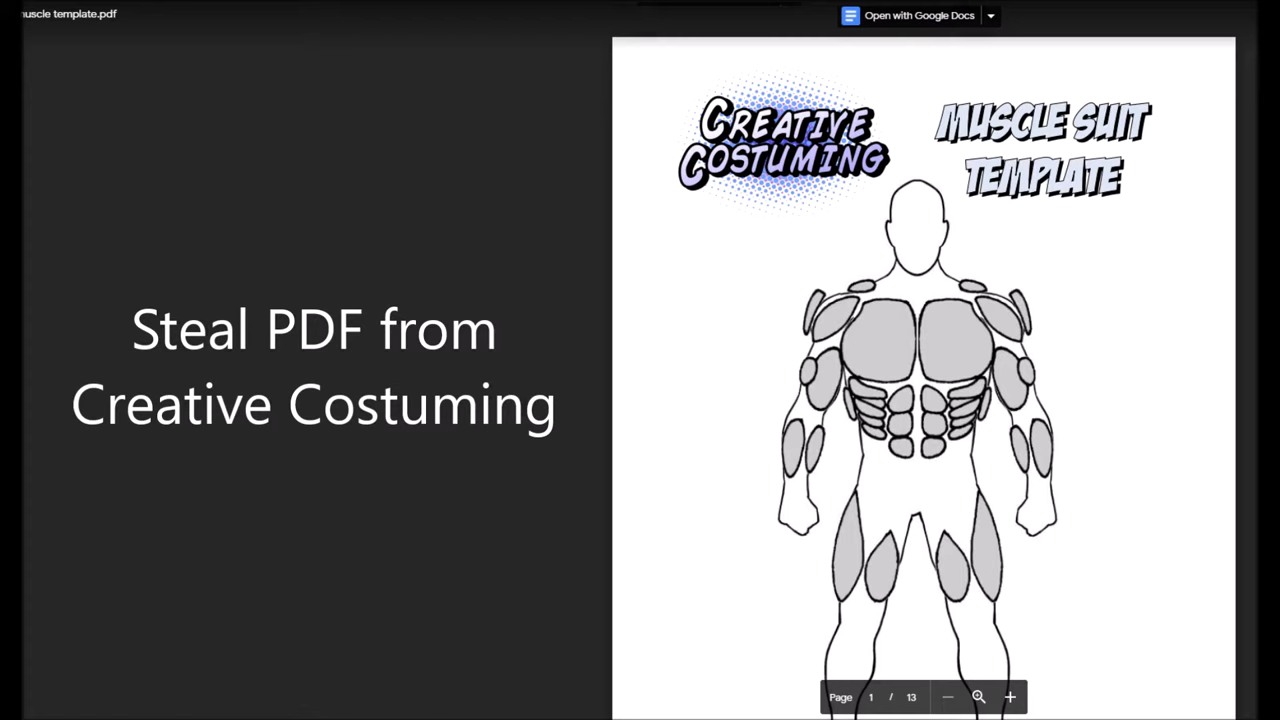 muscle template.pdf
Open with Google Docs
CREATIVE
COSTUMING
MUSCLE SUIT
TEMPLATE
Steal PDF from
Creative Costuming
Page 1 / 13